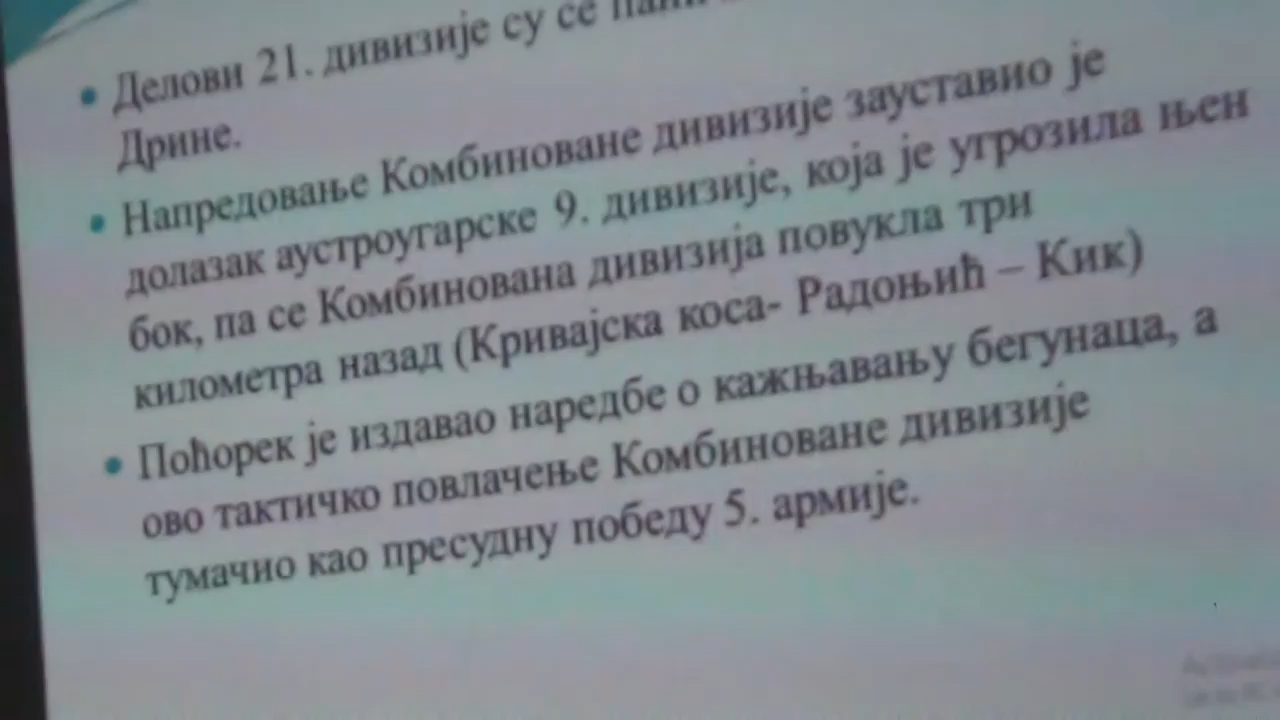 • Делови 21. дивизије су се
Дрине.
• Напредовање Комбиноване дивизије зауставио је
долазак аустроугарске 9. дивизије, која је угрозила њен
бок, па се Комбинована дивизија повукла три
километра назад (Кривајска коса- Радоњић – Кик)
• Поћорек је издавао наредбе о кажњавању бегунаца, а
ово тактичко повлачење Комбиноване дивизије
тумачио као пресудну победу 5. армије.